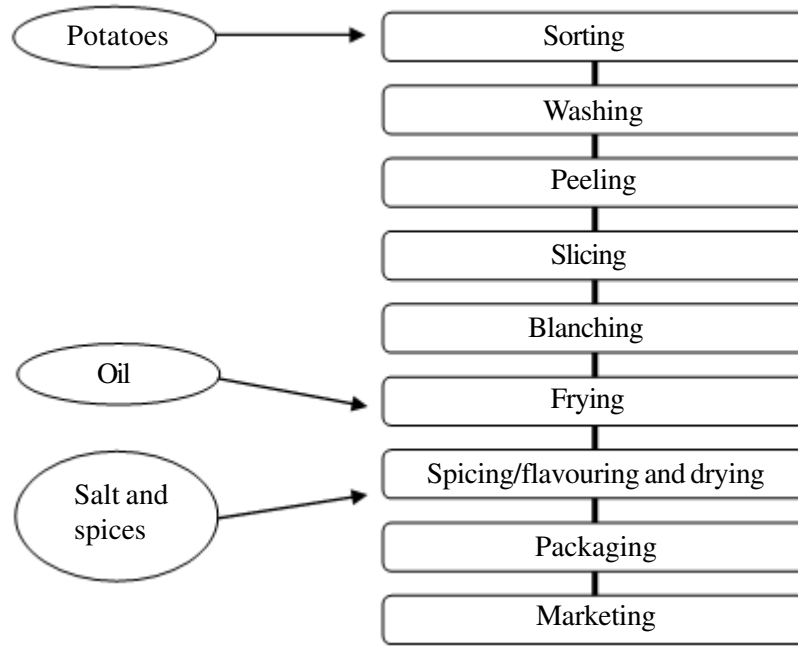 Potatoes
Sorting
Washing
Peeling
Slicing
Blanching
Oil
Frying
Spicing/flavouring and drying
Salt and
spices
Packaging
Marketing